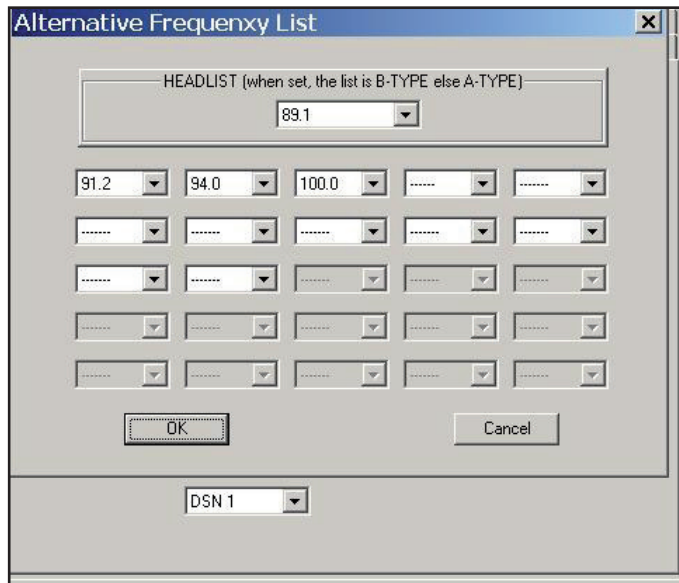 Alternative Frequenxy List
HEADLIST (when set, the list is B-TYPE else A-TYPE)
89.1
91.2 94.0 100.0 ------ -------
------- ------- ------- ------- -------
------- ------- ------- ------- -------
------- ------- ------- ------- -------
------- ------- ------- ------- -------
OK Cancel
DSN 1